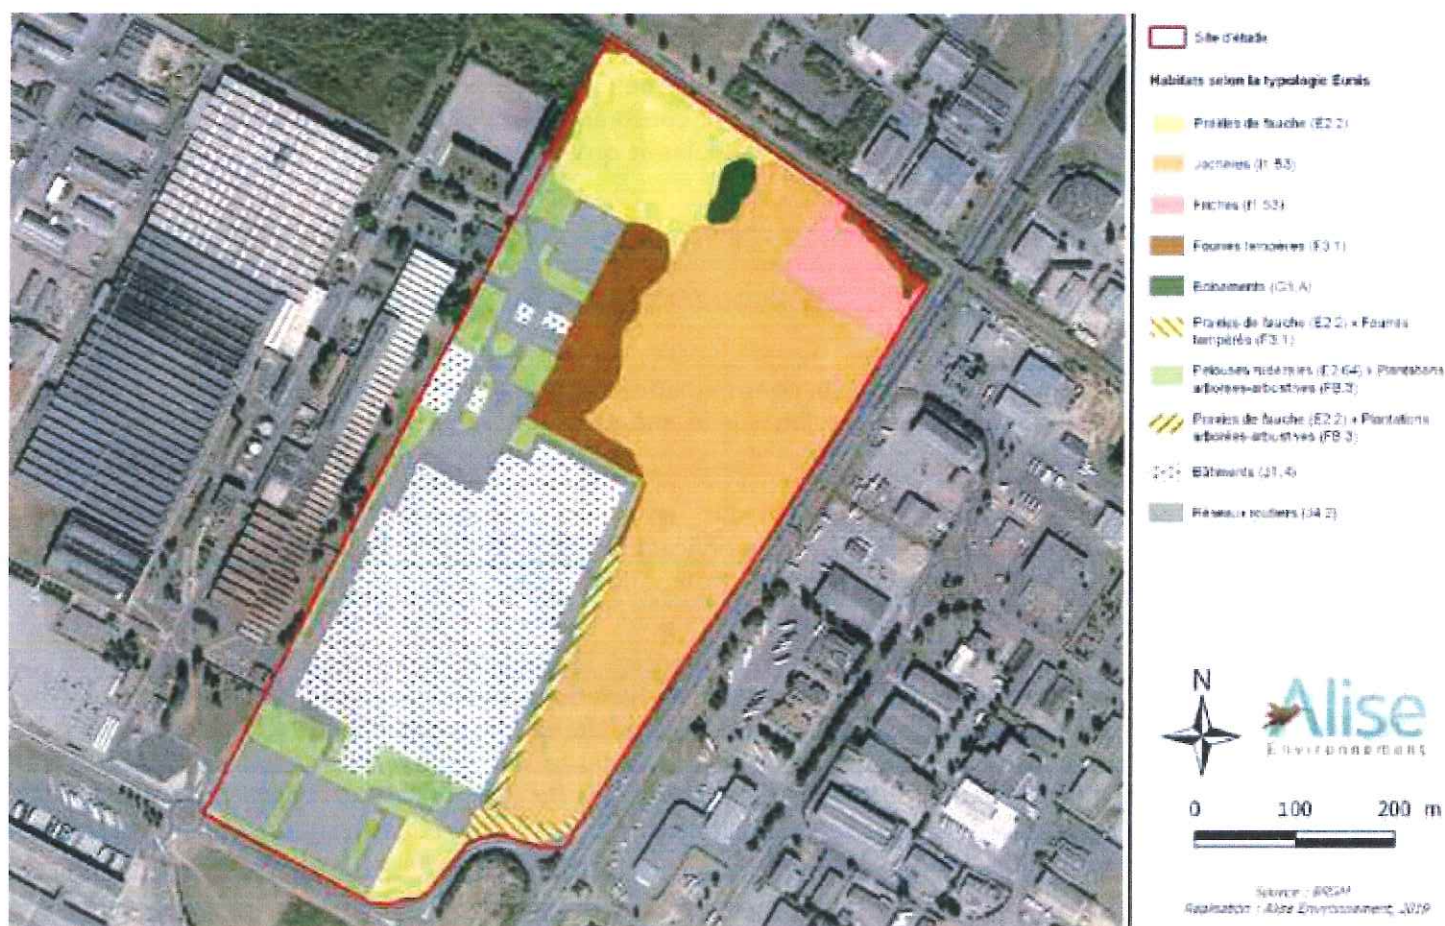 Site d'étude
Habitats selon la typologie Eunis
Prairies de fauche (E2.2)
Jachères (I1.53)
Friches (I1.53)
Fourrés tempérés (F3.1)
Boisements (G1.A)
Prairies de fauche (E2.2) x Fourrés
tempérés (F3.1)
Pelouses rudérales (E2.64) x Plantations
arborées-arbustives (FB.3)
Prairies de fauche (E2.2) x Plantations
arborées-arbustives (FB.3)
Bâtiments (J1.4)
Réseaux routiers (J4.2)
N
Alise
Environnement
0 100 200 m
Source : BRGM
Réalisation : Alise Environnement, 2019